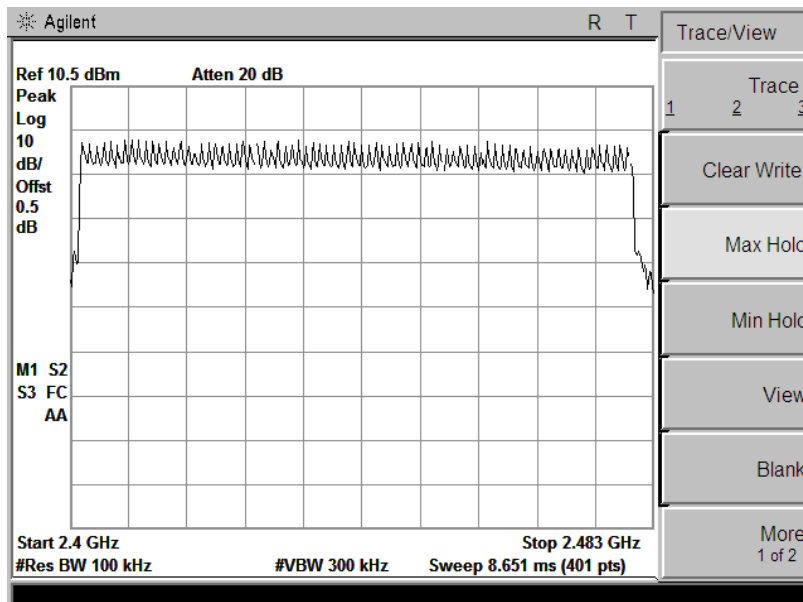 Agilent R T
Trace/View
Ref 10.5 dBm Atten 20 dB
Peak
Log
10
dB/
Offst
0.5
dB
M1 S2
S3 FC
AA
Start 2.4 GHz Stop 2.483 GHz
#Res BW 100 kHz #VBW 300 kHz Sweep 8.651 ms (401 pts)
Trace
1 2 3
Clear Write
Max Hold
Min Hold
View
Blank
More
1 of 2